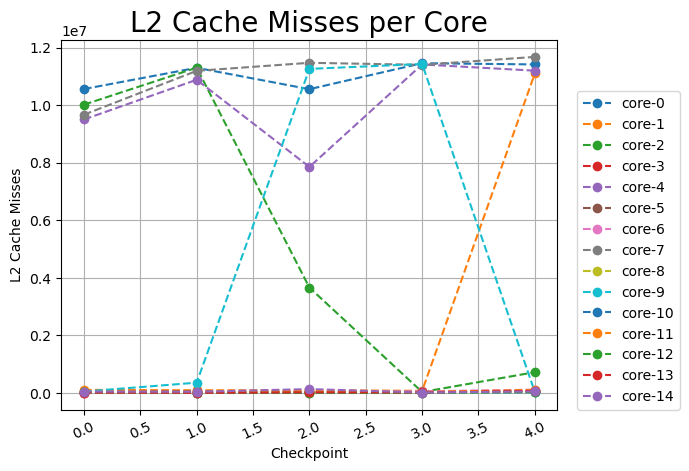 L2 Cache Misses per Core
1e7
1.2
1.0
0.8
0.6
0.4
0.2
0.0
L2 Cache Misses
0.0
0.5
1.0
1.5
2.0
2.5
3.0
3.5
4.0
Checkpoint
core-0
core-1
core-2
core-3
core-4
core-5
core-6
core-7
core-8
core-9
core-10
core-11
core-12
core-13
core-14